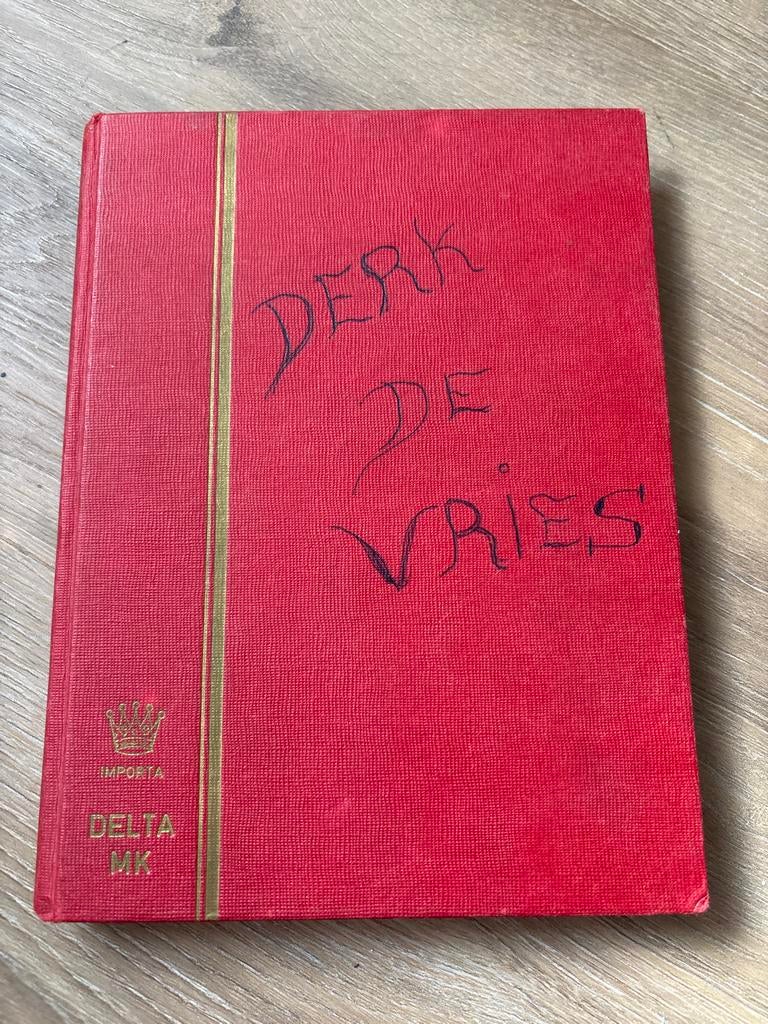 DERK
DE
VRiES
IMPORTA
DELTA
MK